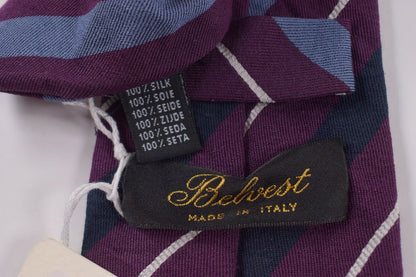 100% SILK
100% SOIE
100% SEIDE
100% ZIJDE
100% SEDA
100% SETA
Belvest
MADE IN ITALY